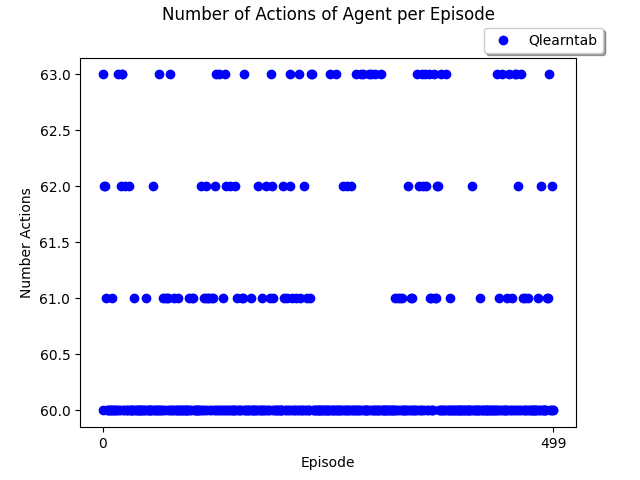 Number of Actions of Agent per Episode
Qlearntab
63.0
62.5
62.0
61.5
61.0
60.5
60.0
Number Actions
0
499
Episode